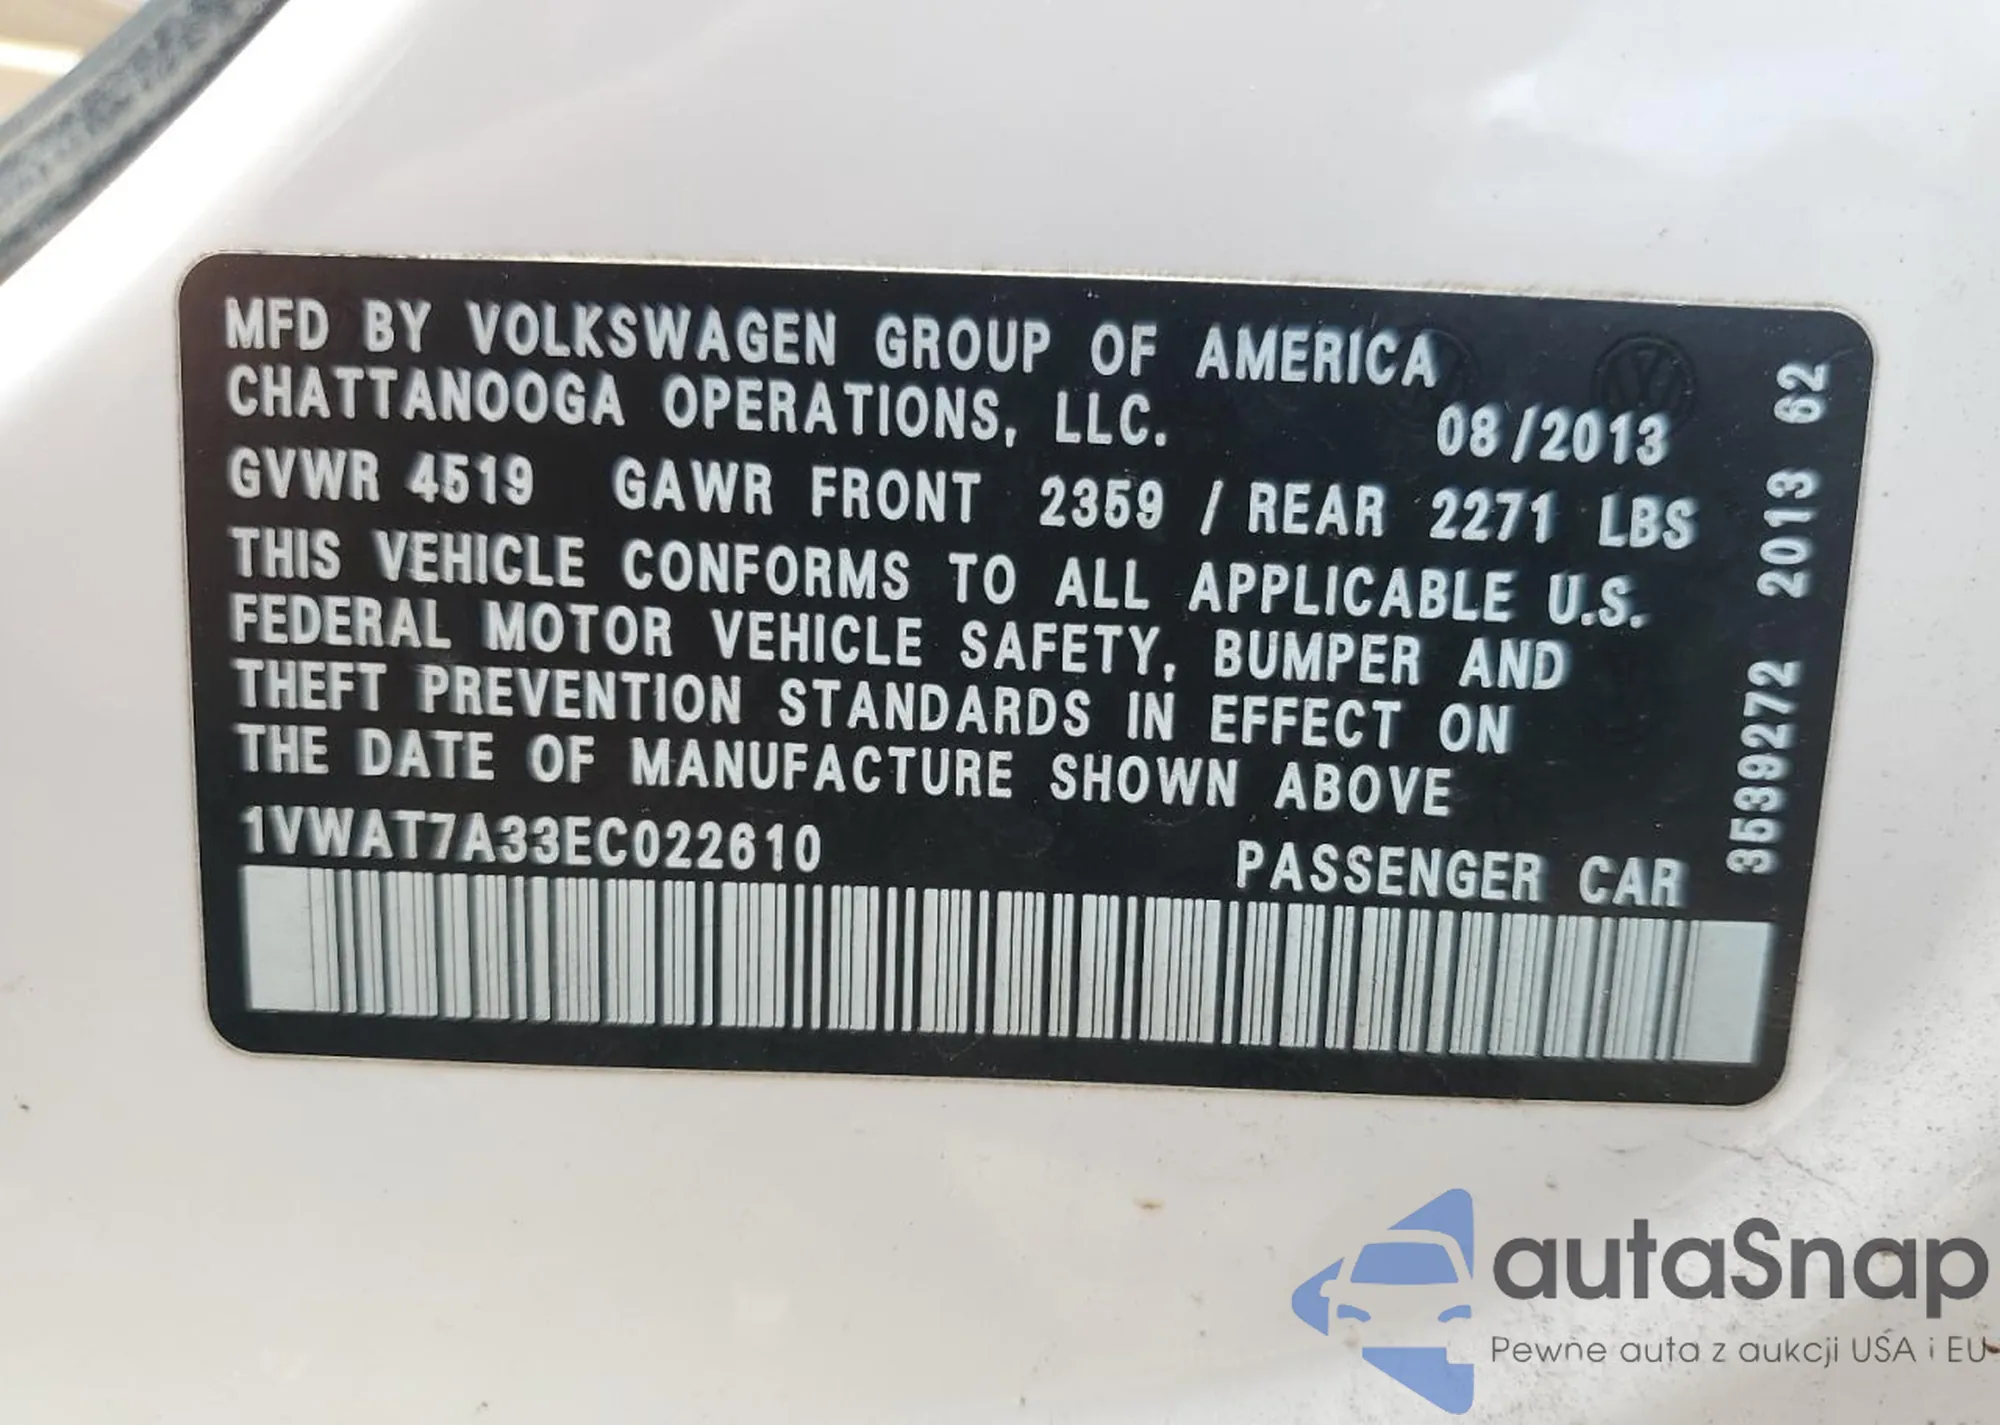 MFD BY VOLKSWAGEN GROUP OF AMERICA
CHATTANOOGA OPERATIONS, LLC.
08/2013
GVWR 4519 GAWR FRONT 2359 / REAR 2271 LBS
THIS VEHICLE CONFORMS TO ALL APPLICABLE U.S.
FEDERAL MOTOR VEHICLE SAFETY, BUMPER AND
THEFT PREVENTION STANDARDS IN EFFECT ON
THE DATE OF MANUFACTURE SHOWN ABOVE
1VWAT7A33EC022610
PASSENGER CAR
3539272 2013 62
autaSnap
Pewne auta z aukcji USA i EU